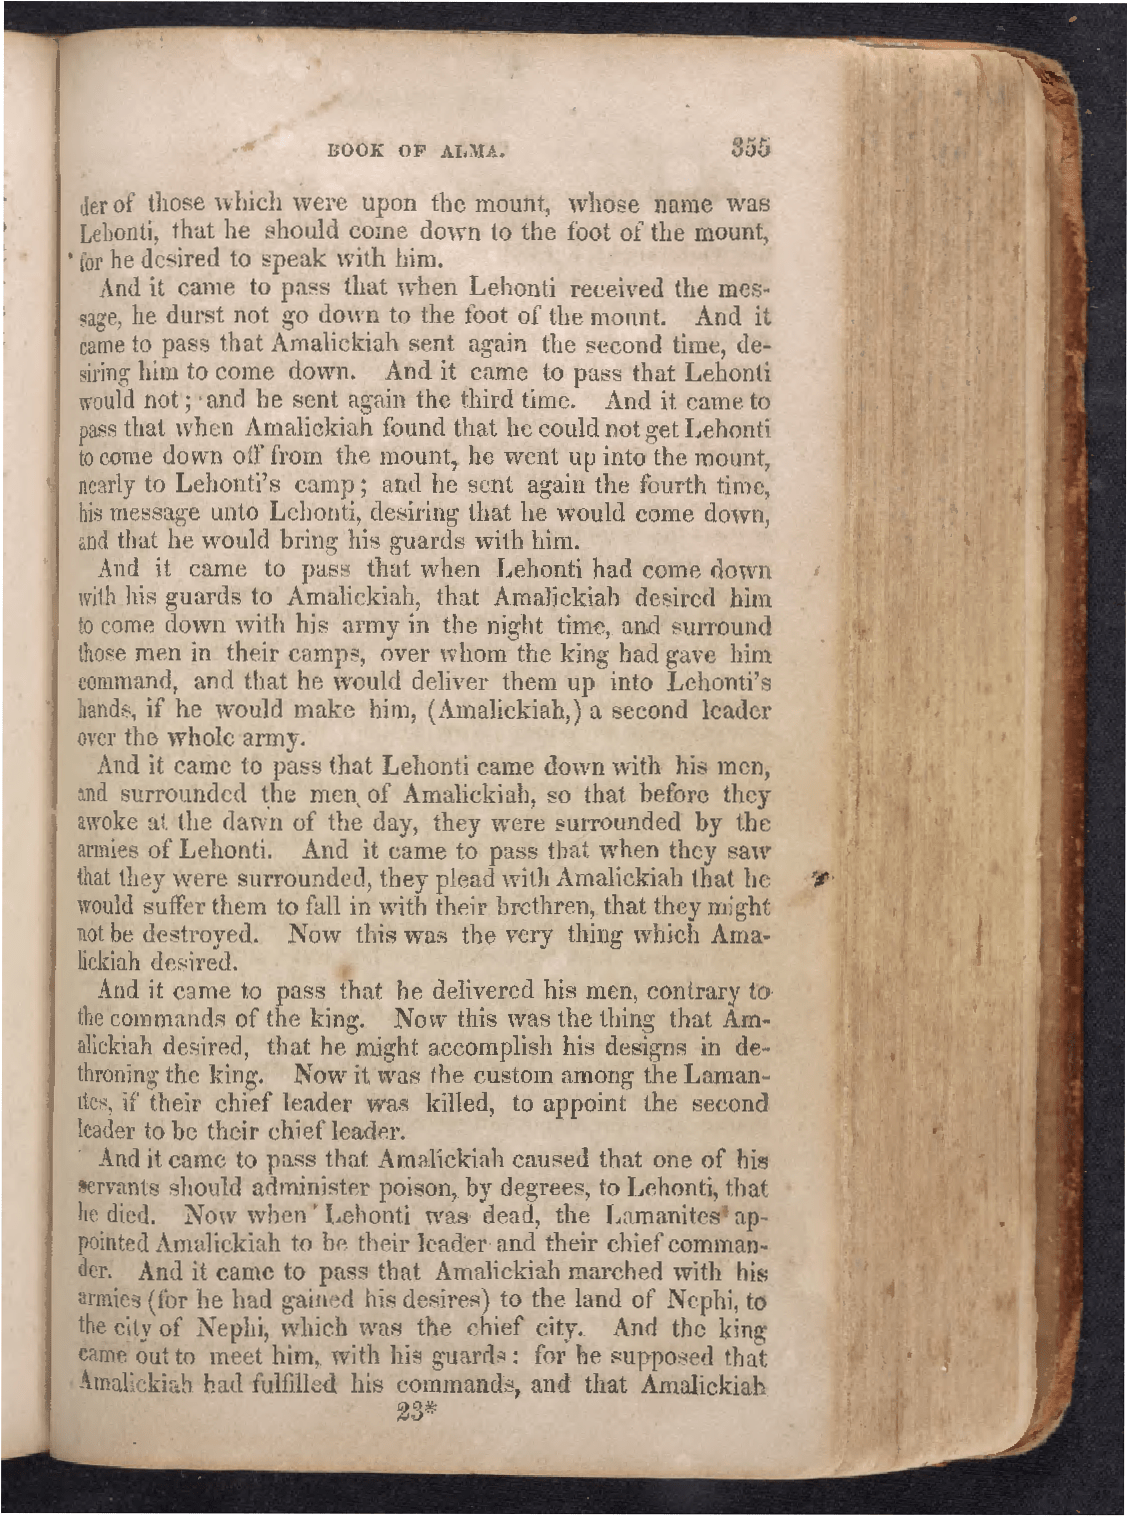 BOOK OF ALMA. 355
der of those which were upon the mount, whose name was
Lehonti, that he should come down to the foot of the mount,
for he desired to speak with him.
And it came to pass that when Lehonti received the mes-
sage, he durst not go down to the foot of the mount. And it
came to pass that Amalickiah sent again the second time, de-
siring him to come down. And it came to pass that Lehonti
would not; and he sent again the third time. And it came to
pass that when Amalickiah found that he could not get Lehonti
to come down off from the mount, he went up into the mount,
nearly to Lehonti's camp; and he sent again the fourth time,
his message unto Lehonti, desiring that he would come down,
and that he would bring his guards with him.
And it came to pass that when Lehonti had come down
with his guards to Amalickiah, that Amalickiah desired him
to come down with his army in the night time, and surround
those men in their camps, over whom the king had gave him
command, and that he would deliver them up into Lehonti's
hands, if he would make him, (Amalickiah,) a second leader
over the whole army.
And it came to pass that Lehonti came down with his men,
and surrounded the men of Amalickiah, so that before they
awoke at the dawn of the day, they were surrounded by the
armies of Lehonti. And it came to pass that when they saw
that they were surrounded, they plead with Amalickiah that he
would suffer them to fall in with their brethren, that they might
not be destroyed. Now this was the very thing which Ama-
lickiah desired.
And it came to pass that he delivered his men, contrary to
the commands of the king. Now this was the thing that Am-
alickiah desired, that he might accomplish his designs in de-
throning the king. Now it was the custom among the Laman-
ites, if their chief leader was killed, to appoint the second
leader to be their chief leader.
And it came to pass that Amalickiah caused that one of his
servants should administer poison, by degrees, to Lehonti, that
he died. Now when Lehonti was dead, the Lamanites ap-
pointed Amalickiah to be their leader and their chief comman-
der. And it came to pass that Amalickiah marched with his
armies (for he had gained his desires) to the land of Nephi, to
the city of Nephi, which was the chief city. And the king
came out to meet him, with his guards: for he supposed that
Amalickiah had fulfilled his commands, and that Amalickiah
23*